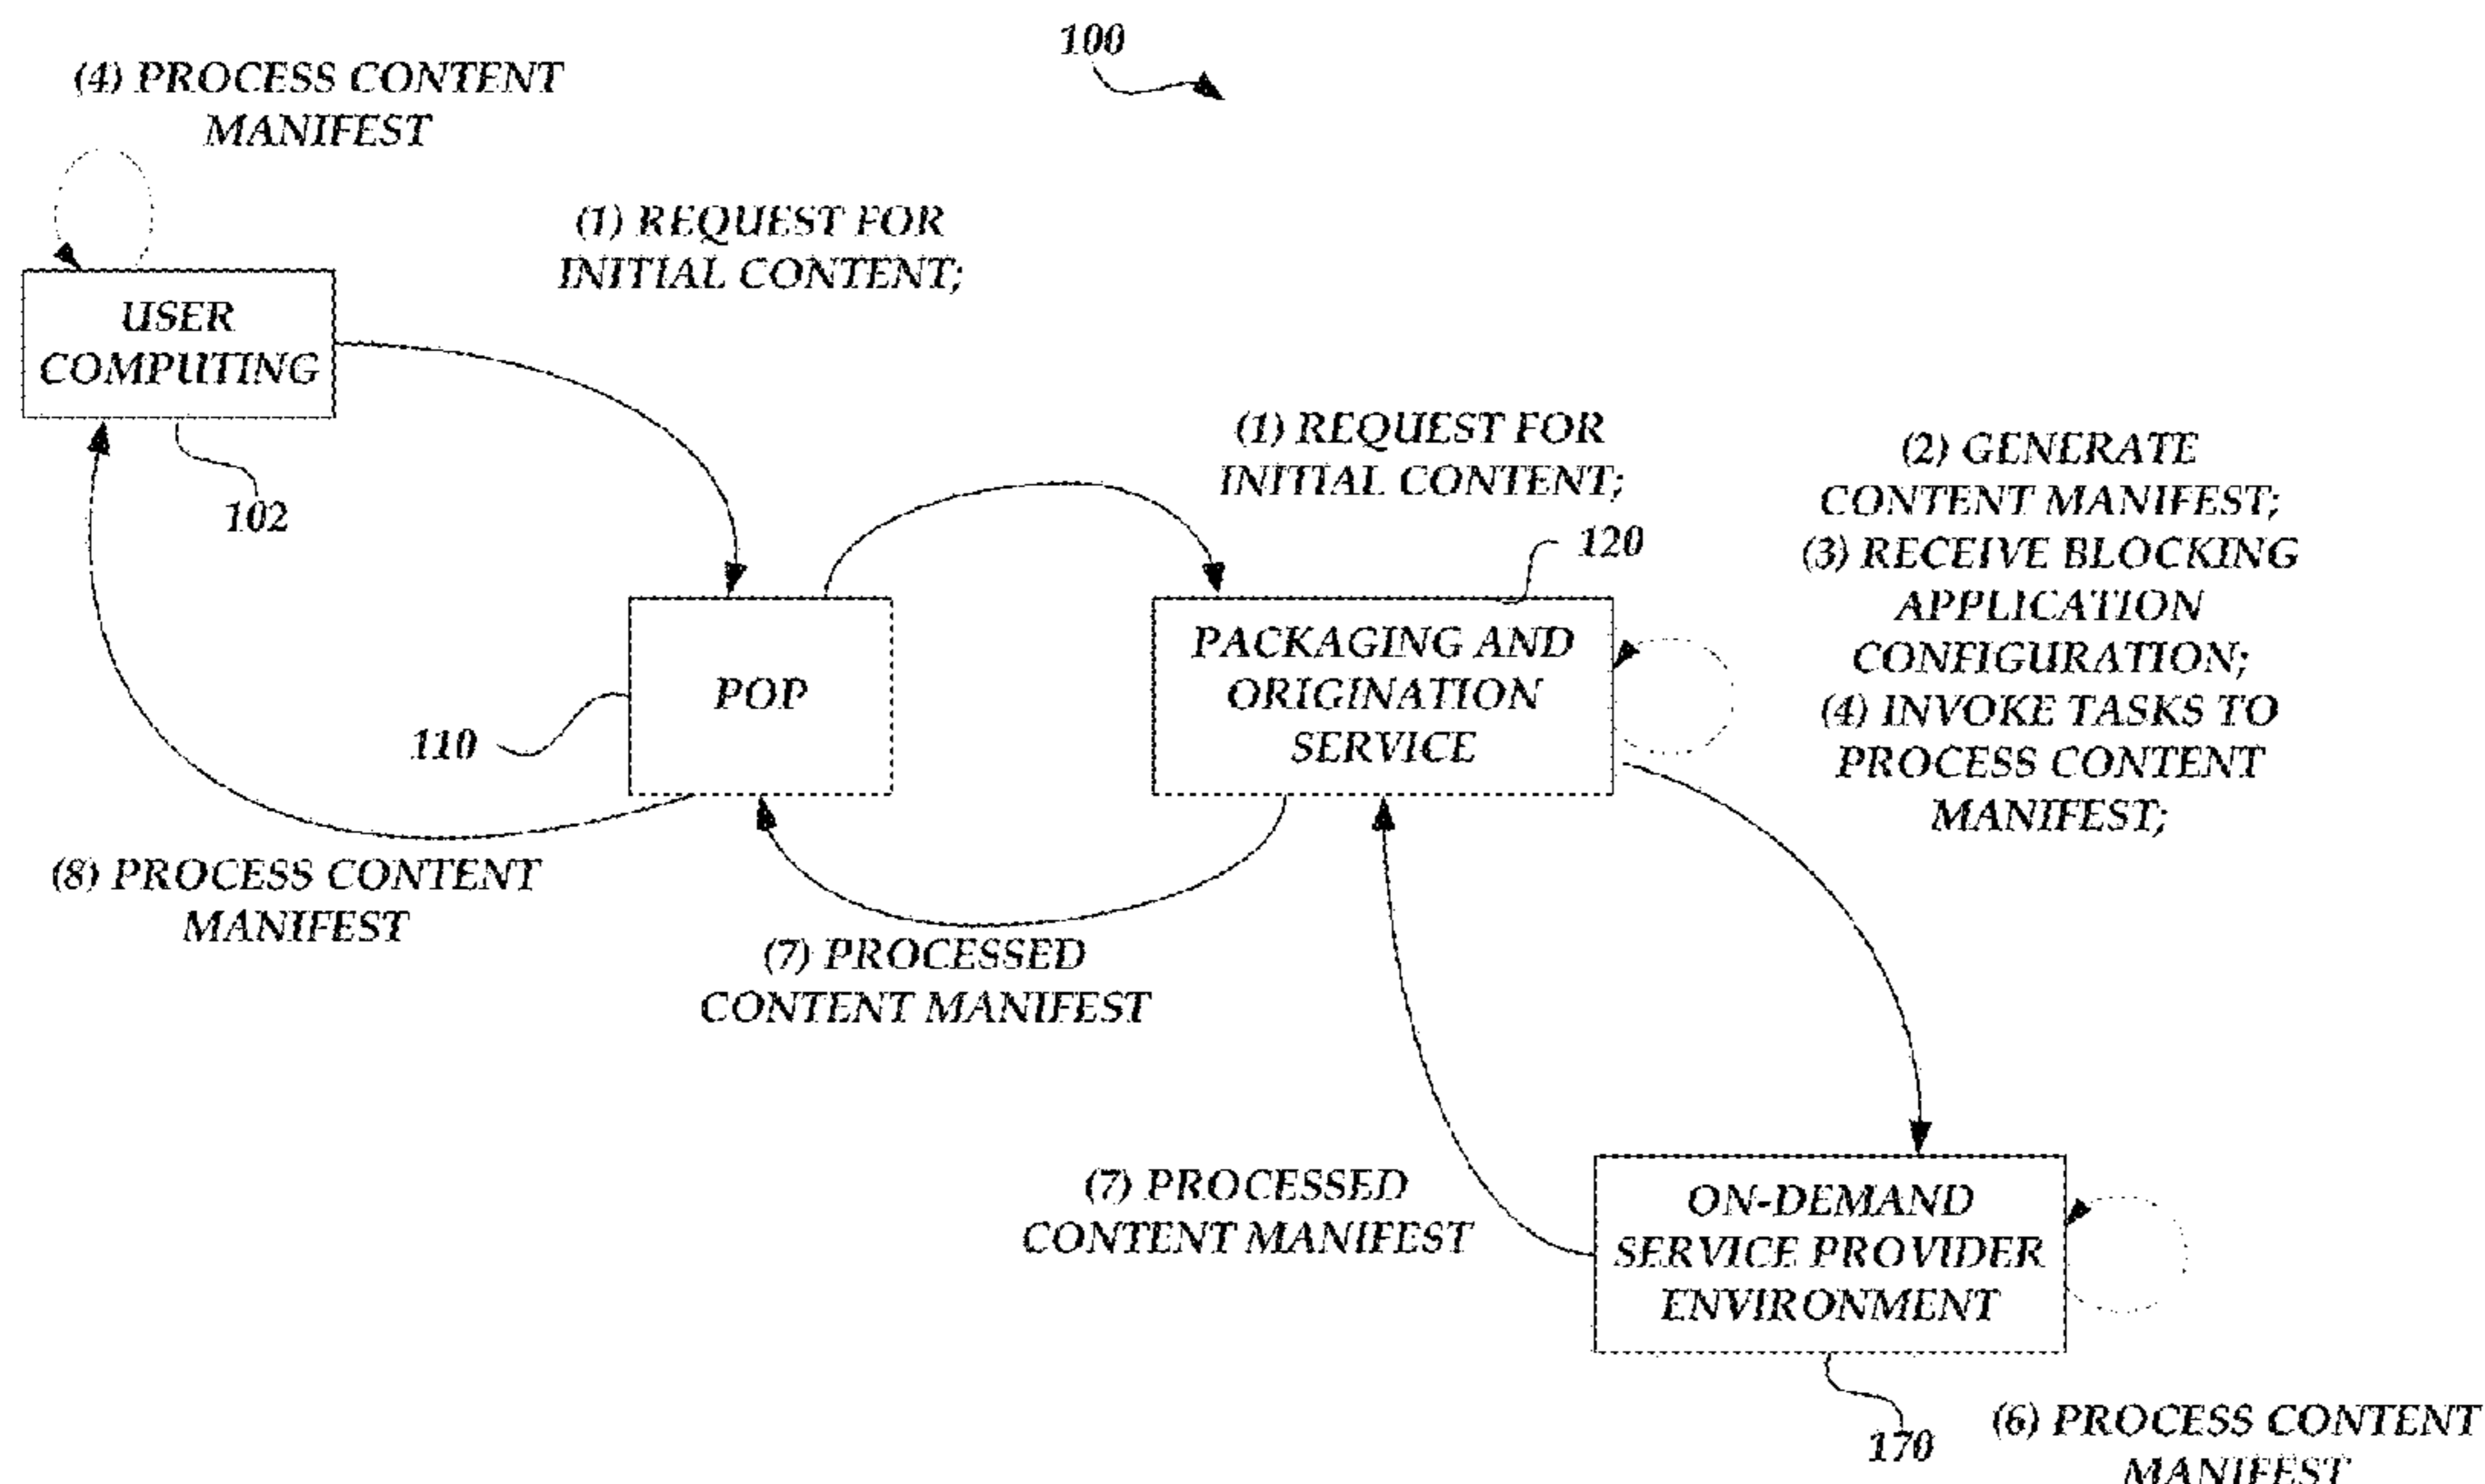 100
(4) PROCESS CONTENT
MANIFEST
(1) REQUEST FOR
INITIAL CONTENT;
USER
COMPUTING
102
(1) REQUEST FOR
INITIAL CONTENT;
120
(2) GENERATE
CONTENT MANIFEST;
(3) RECEIVE BLOCKING
APPLICATION
CONFIGURATION;
(4) INVOKE TASKS TO
PROCESS CONTENT
MANIFEST;
POP
110
PACKAGING AND
ORIGINATION
SERVICE
(8) PROCESS CONTENT
MANIFEST
(7) PROCESSED
CONTENT MANIFEST
(7) PROCESSED
CONTENT MANIFEST
ON-DEMAND
SERVICE PROVIDER
ENVIRONMENT
170
(6) PROCESS CONTENT
MANIFEST